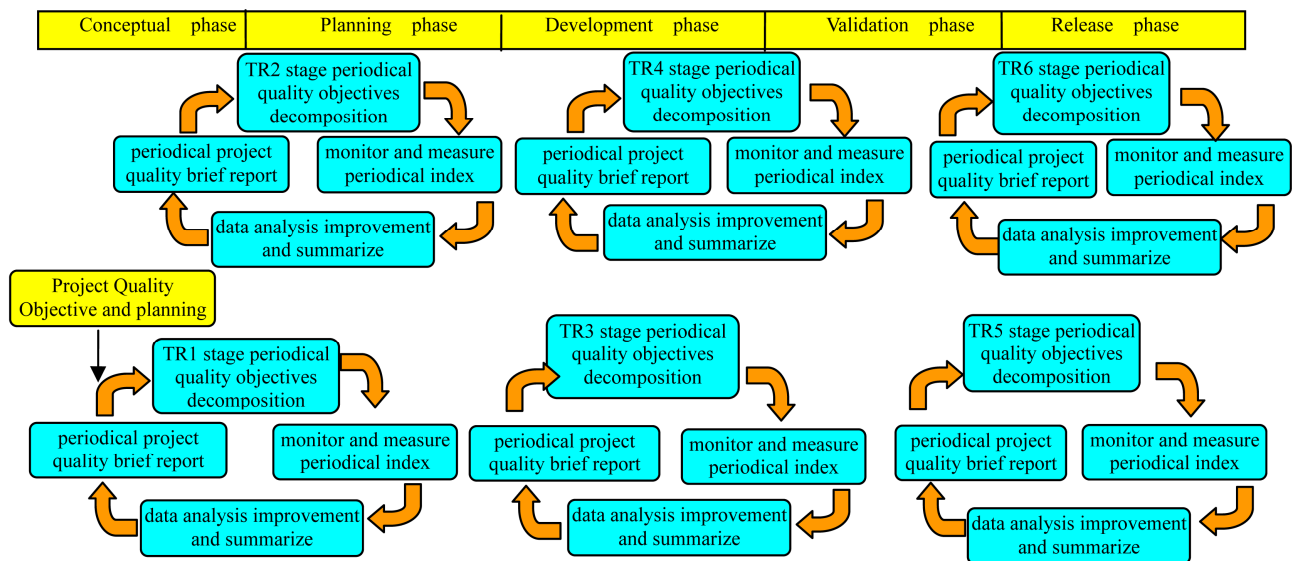 Conceptual phase
Planning phase
Development phase
Validation phase
Release phase
TR2 stage periodical
quality objectives
decomposition
periodical project
quality brief report
monitor and measure
periodical index
data analysis improvement
and summarize
TR4 stage periodical
quality objectives
decomposition
periodical project
quality brief report
monitor and measure
periodical index
data analysis improvement
and summarize
TR6 stage periodical
quality objectives
decomposition
periodical project
quality brief report
monitor and measure
periodical index
data analysis improvement
and summarize
Project Quality
Objective and planning
TR1 stage periodical
quality objectives
decomposition
periodical project
quality brief report
monitor and measure
periodical index
data analysis improvement
and summarize
TR3 stage periodical
quality objectives
decomposition
periodical project
quality brief report
monitor and measure
periodical index
data analysis improvement
and summarize
TR5 stage periodical
quality objectives
decomposition
periodical project
quality brief report
monitor and measure
periodical index
data analysis improvement
and summarize